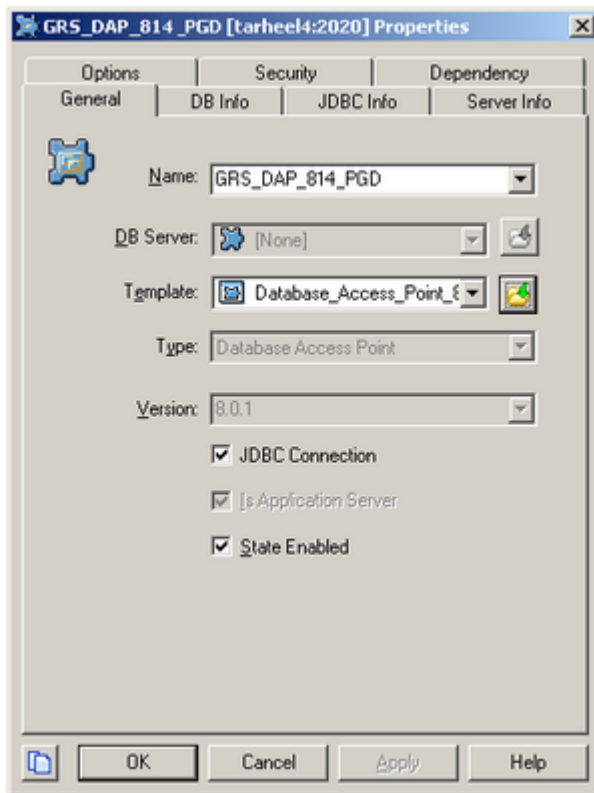 GRS_DAP_814_PGD [tarheel4:2020] Properties
Options Security Dependency
General DB Info JDBC Info Server Info
Name: GRS_DAP_814_PGD
DB Server: [None]
Template: Database_Access_Point_8
Type: Database Access Point
Version: 8.0.1
JDBC Connection
Is Application Server
State Enabled
OK Cancel Apply Help